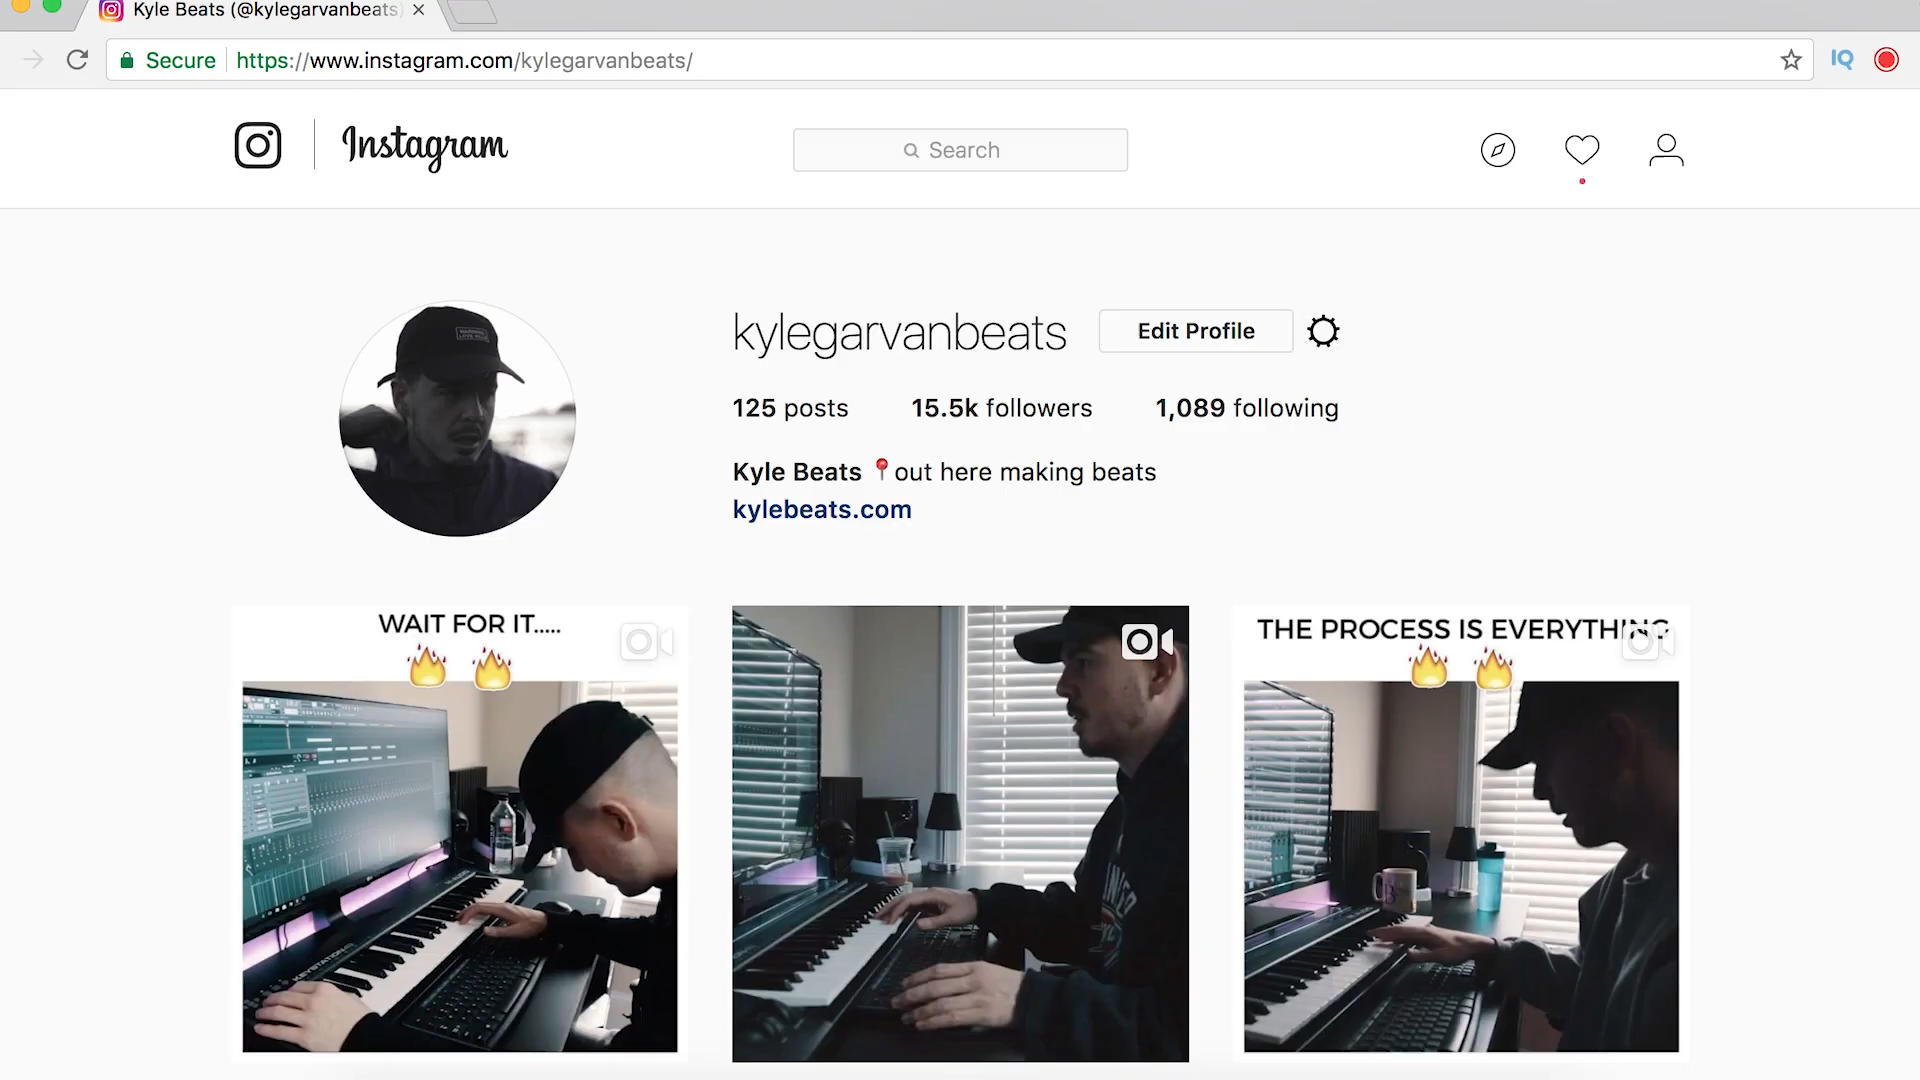 Kyle Beats (@kylegarvanbeats)
Secure
https://www.instagram.com/kylegarvanbeats/
IQ
Instagram
Search
kylegarvanbeats
Edit Profile
125 posts
15.5k followers
1,089 following
Kyle Beats 📍out here making beats
kylebeats.com
WAIT FOR IT.....
🔥 🔥
THE PROCESS IS EVERYTHING
🔥 🔥
KEYSTATION